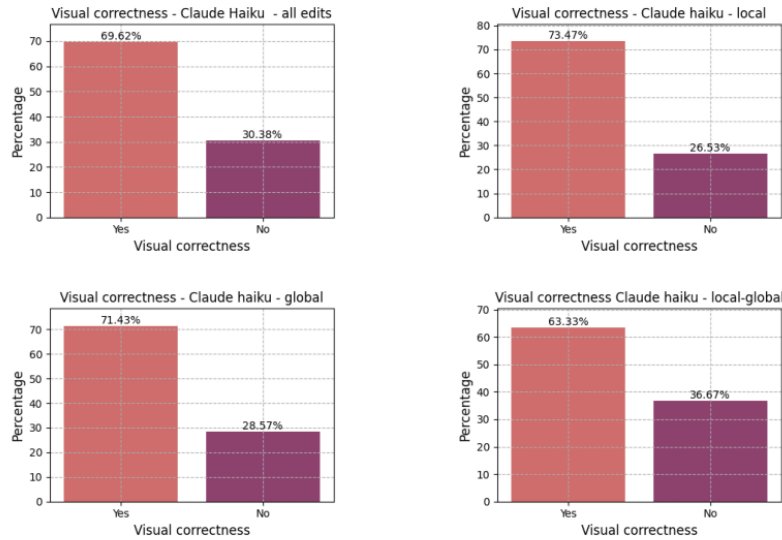 Visual correctness - Claude Haiku  - all edits
69.62%
30.38%
70
60
50
40
30
20
10
0
Percentage
Yes
No
Visual correctness
Visual correctness - Claude haiku - local
73.47%
26.53%
80
70
60
50
40
30
20
10
0
Percentage
Yes
No
Visual correctness
Visual correctness - Claude haiku - global
71.43%
28.57%
70
60
50
40
30
20
10
0
Percentage
Yes
No
Visual correctness
Visual correctness Claude haiku - local-global
63.33%
36.67%
70
60
50
40
30
20
10
0
Percentage
Yes
No
Visual correctness